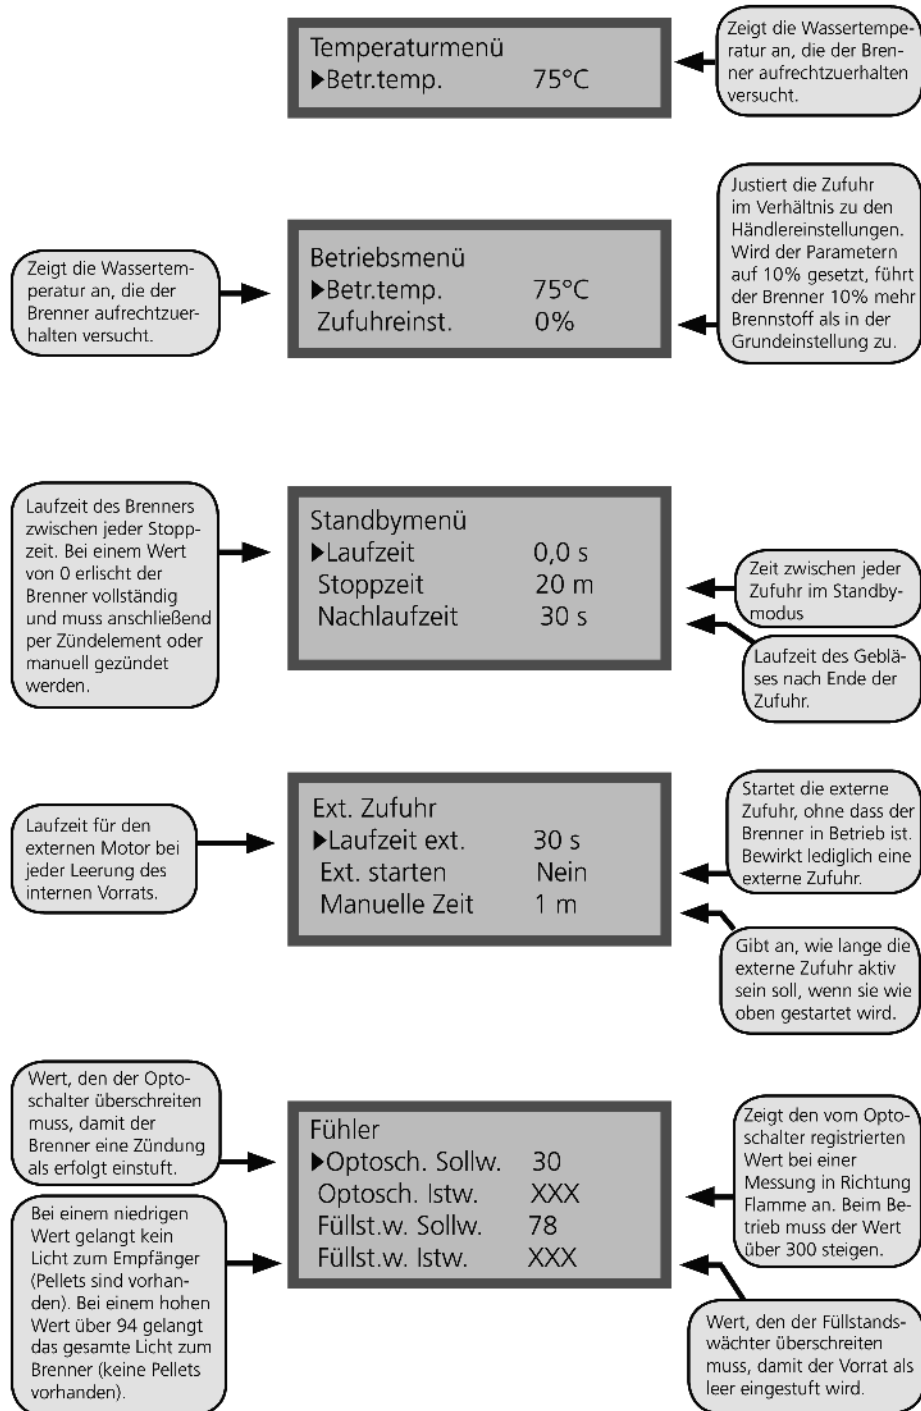 Temperaturmenü
▶Betr.temp. 75°C
Zeigt die Wassertempe-
ratur an, die der Bren-
ner aufrechtzuerhalten
versucht.
Zeigt die Wassertem-
peratur an, die der
Brenner aufrechtzuer-
halten versucht.
Betriebsmenü
▶Betr.temp. 75°C
Zufuhreinst. 0%
Justiert die Zufuhr
im Verhältnis zu den
Händlereinstellungen.
Wird der Parametern
auf 10% gesetzt, führt
der Brenner 10% mehr
Brennstoff als in der
Grundeinstellung zu.
Laufzeit des Brenners
zwischen jeder Stopp-
zeit. Bei einem Wert
von 0 erlischt der
Brenner vollständig
und muss anschließend
per Zündelement oder
manuell gezündet
werden.
Standbymenü
▶Laufzeit 0,0 s
Stoppzeit 20 m
Nachlaufzeit 30 s
Zeit zwischen jeder
Zufuhr im Standby-
modus
Laufzeit des Geblä-
ses nach Ende der
Zufuhr.
Laufzeit für den
externen Motor bei
jeder Leerung des
internen Vorrats.
Ext. Zufuhr
▶Laufzeit ext. 30 s
Ext. starten Nein
Manuelle Zeit 1 m
Startet die externe
Zufuhr, ohne dass der
Brenner in Betrieb ist.
Bewirkt lediglich eine
externe Zufuhr.
Gibt an, wie lange die
externe Zufuhr aktiv
sein soll, wenn sie wie
oben gestartet wird.
Wert, den der Opto-
schalter überschreiten
muss, damit der
Brenner eine Zündung
als erfolgt einstuft.
Bei einem niedrigen
Wert gelangt kein
Licht zum Empfänger
(Pellets sind vorhan-
den). Bei einem hohen
Wert über 94 gelangt
das gesamte Licht zum
Brenner (keine Pellets
vorhanden).
Fühler
▶Optosch. Sollw. 30
Optosch. Istw. XXX
Füllst.w. Sollw. 78
Füllst.w. Istw. XXX
Zeigt den vom Opto-
schalter registrierten
Wert bei einer
Messung in Richtung
Flamme an. Beim Be-
trieb muss der Wert
über 300 steigen.
Wert, den der Füllstands-
wächter überschreiten
muss, damit der Vorrat als
leer eingestuft wird.